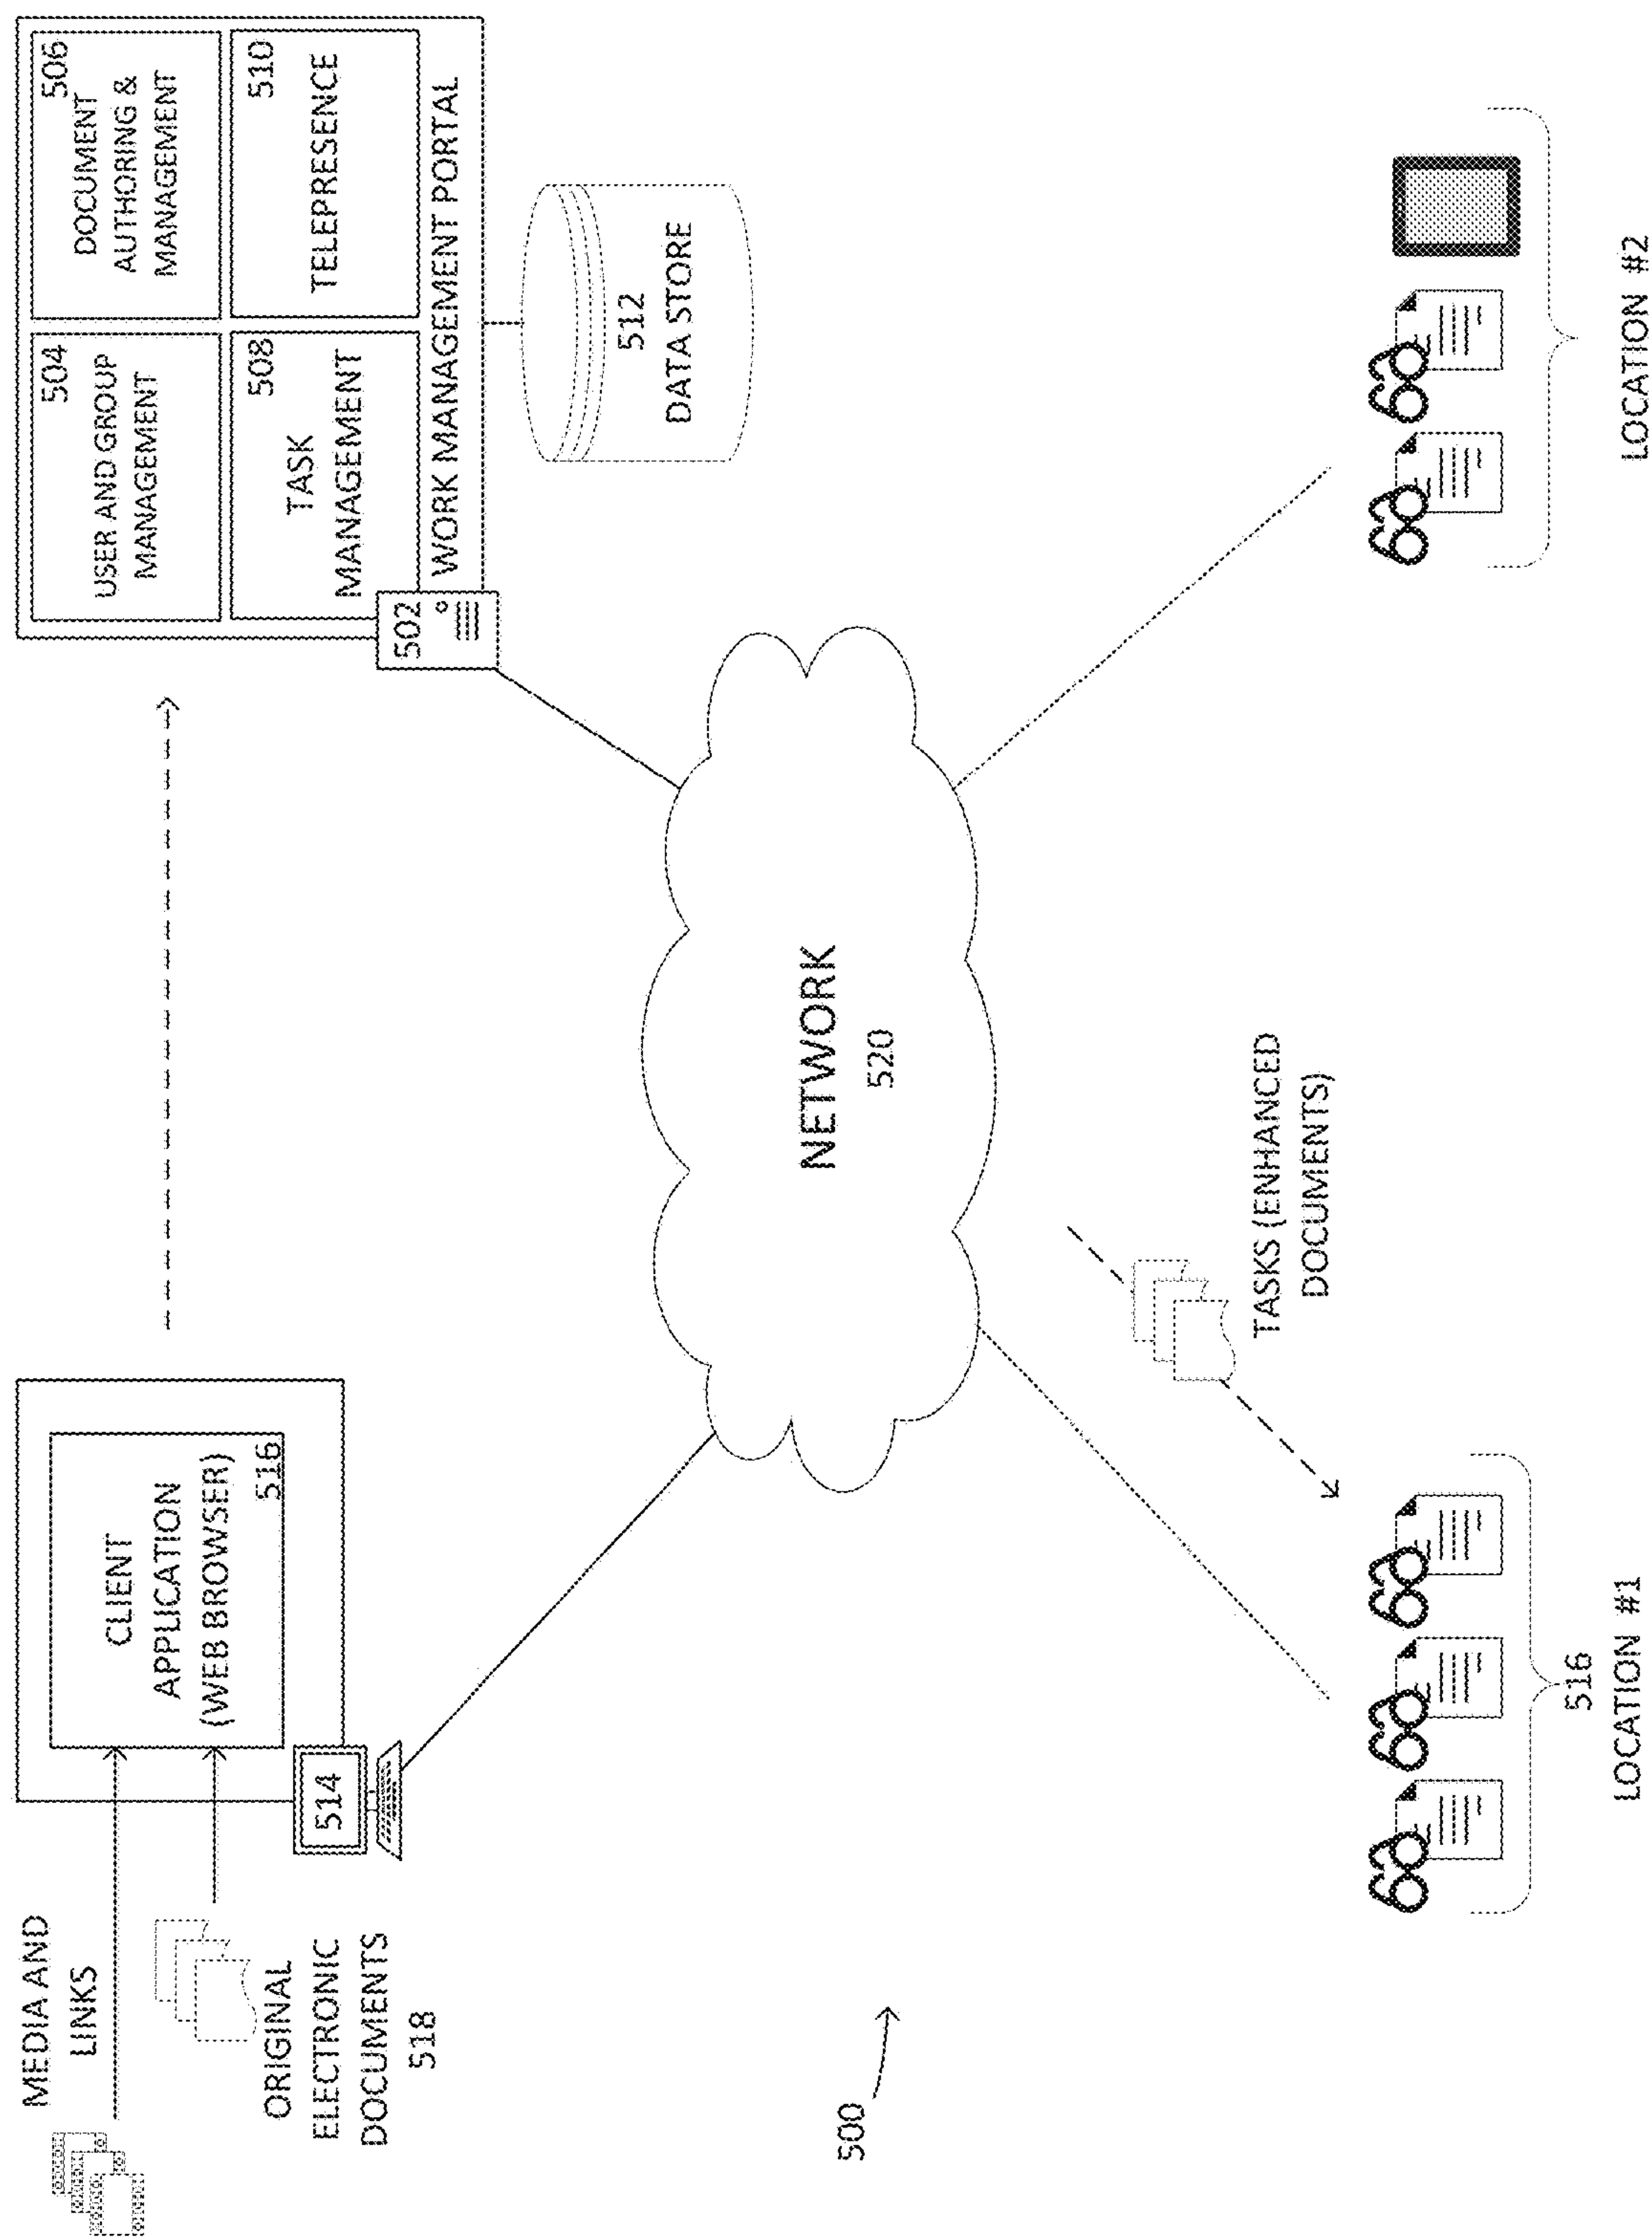 MEDIA AND
LINKS
ORIGINAL
ELECTRONIC
DOCUMENTS
518
CLIENT
APPLICATION
(WEB BROWSER)
516
514
504
USER AND GROUP
MANAGEMENT
506
DOCUMENT
AUTHORING &
MANAGEMENT
508
TASK
MANAGEMENT
510
TELEPRESENCE
502
WORK MANAGEMENT PORTAL
512
DATA STORE
NETWORK
520
500
TASKS (ENHANCED
DOCUMENTS)
516
LOCATION #1
LOCATION #2